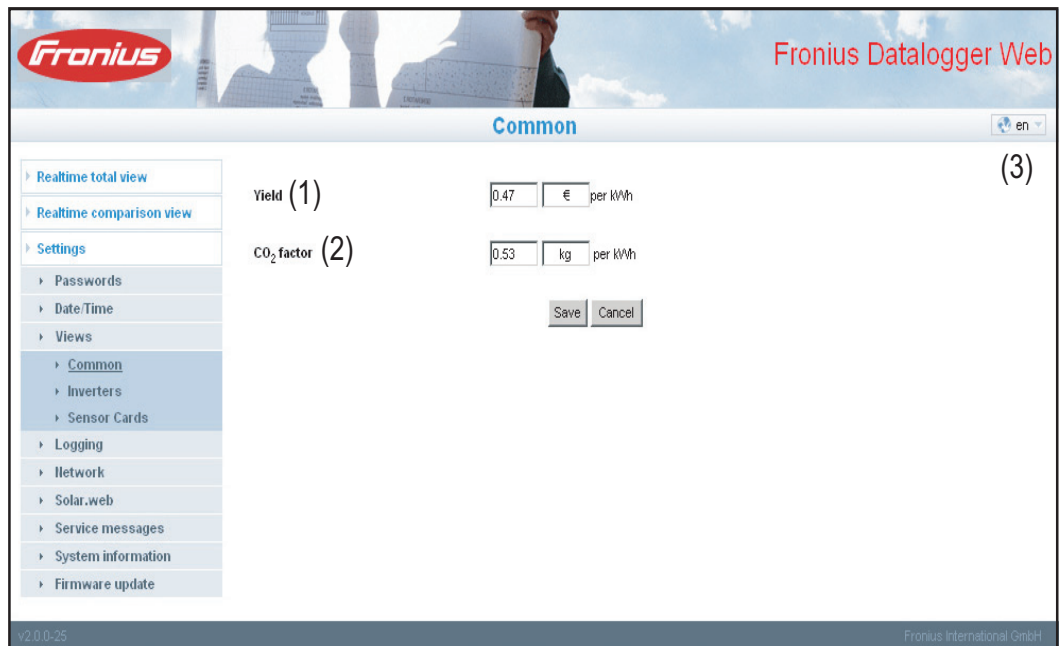 Fronius
Fronius Datalogger Web
Common
en
(3)
Realtime total view
Realtime comparison view
Settings
Passwords
Date/Time
Views
Common
Inverters
Sensor Cards
Logging
Network
Solar.web
Service messages
System information
Firmware update
Yield (1) 0.47 € per kWh
CO₂ factor (2) 0.53 kg per kWh
Save Cancel
v2.0.0-25
Fronius International GmbH